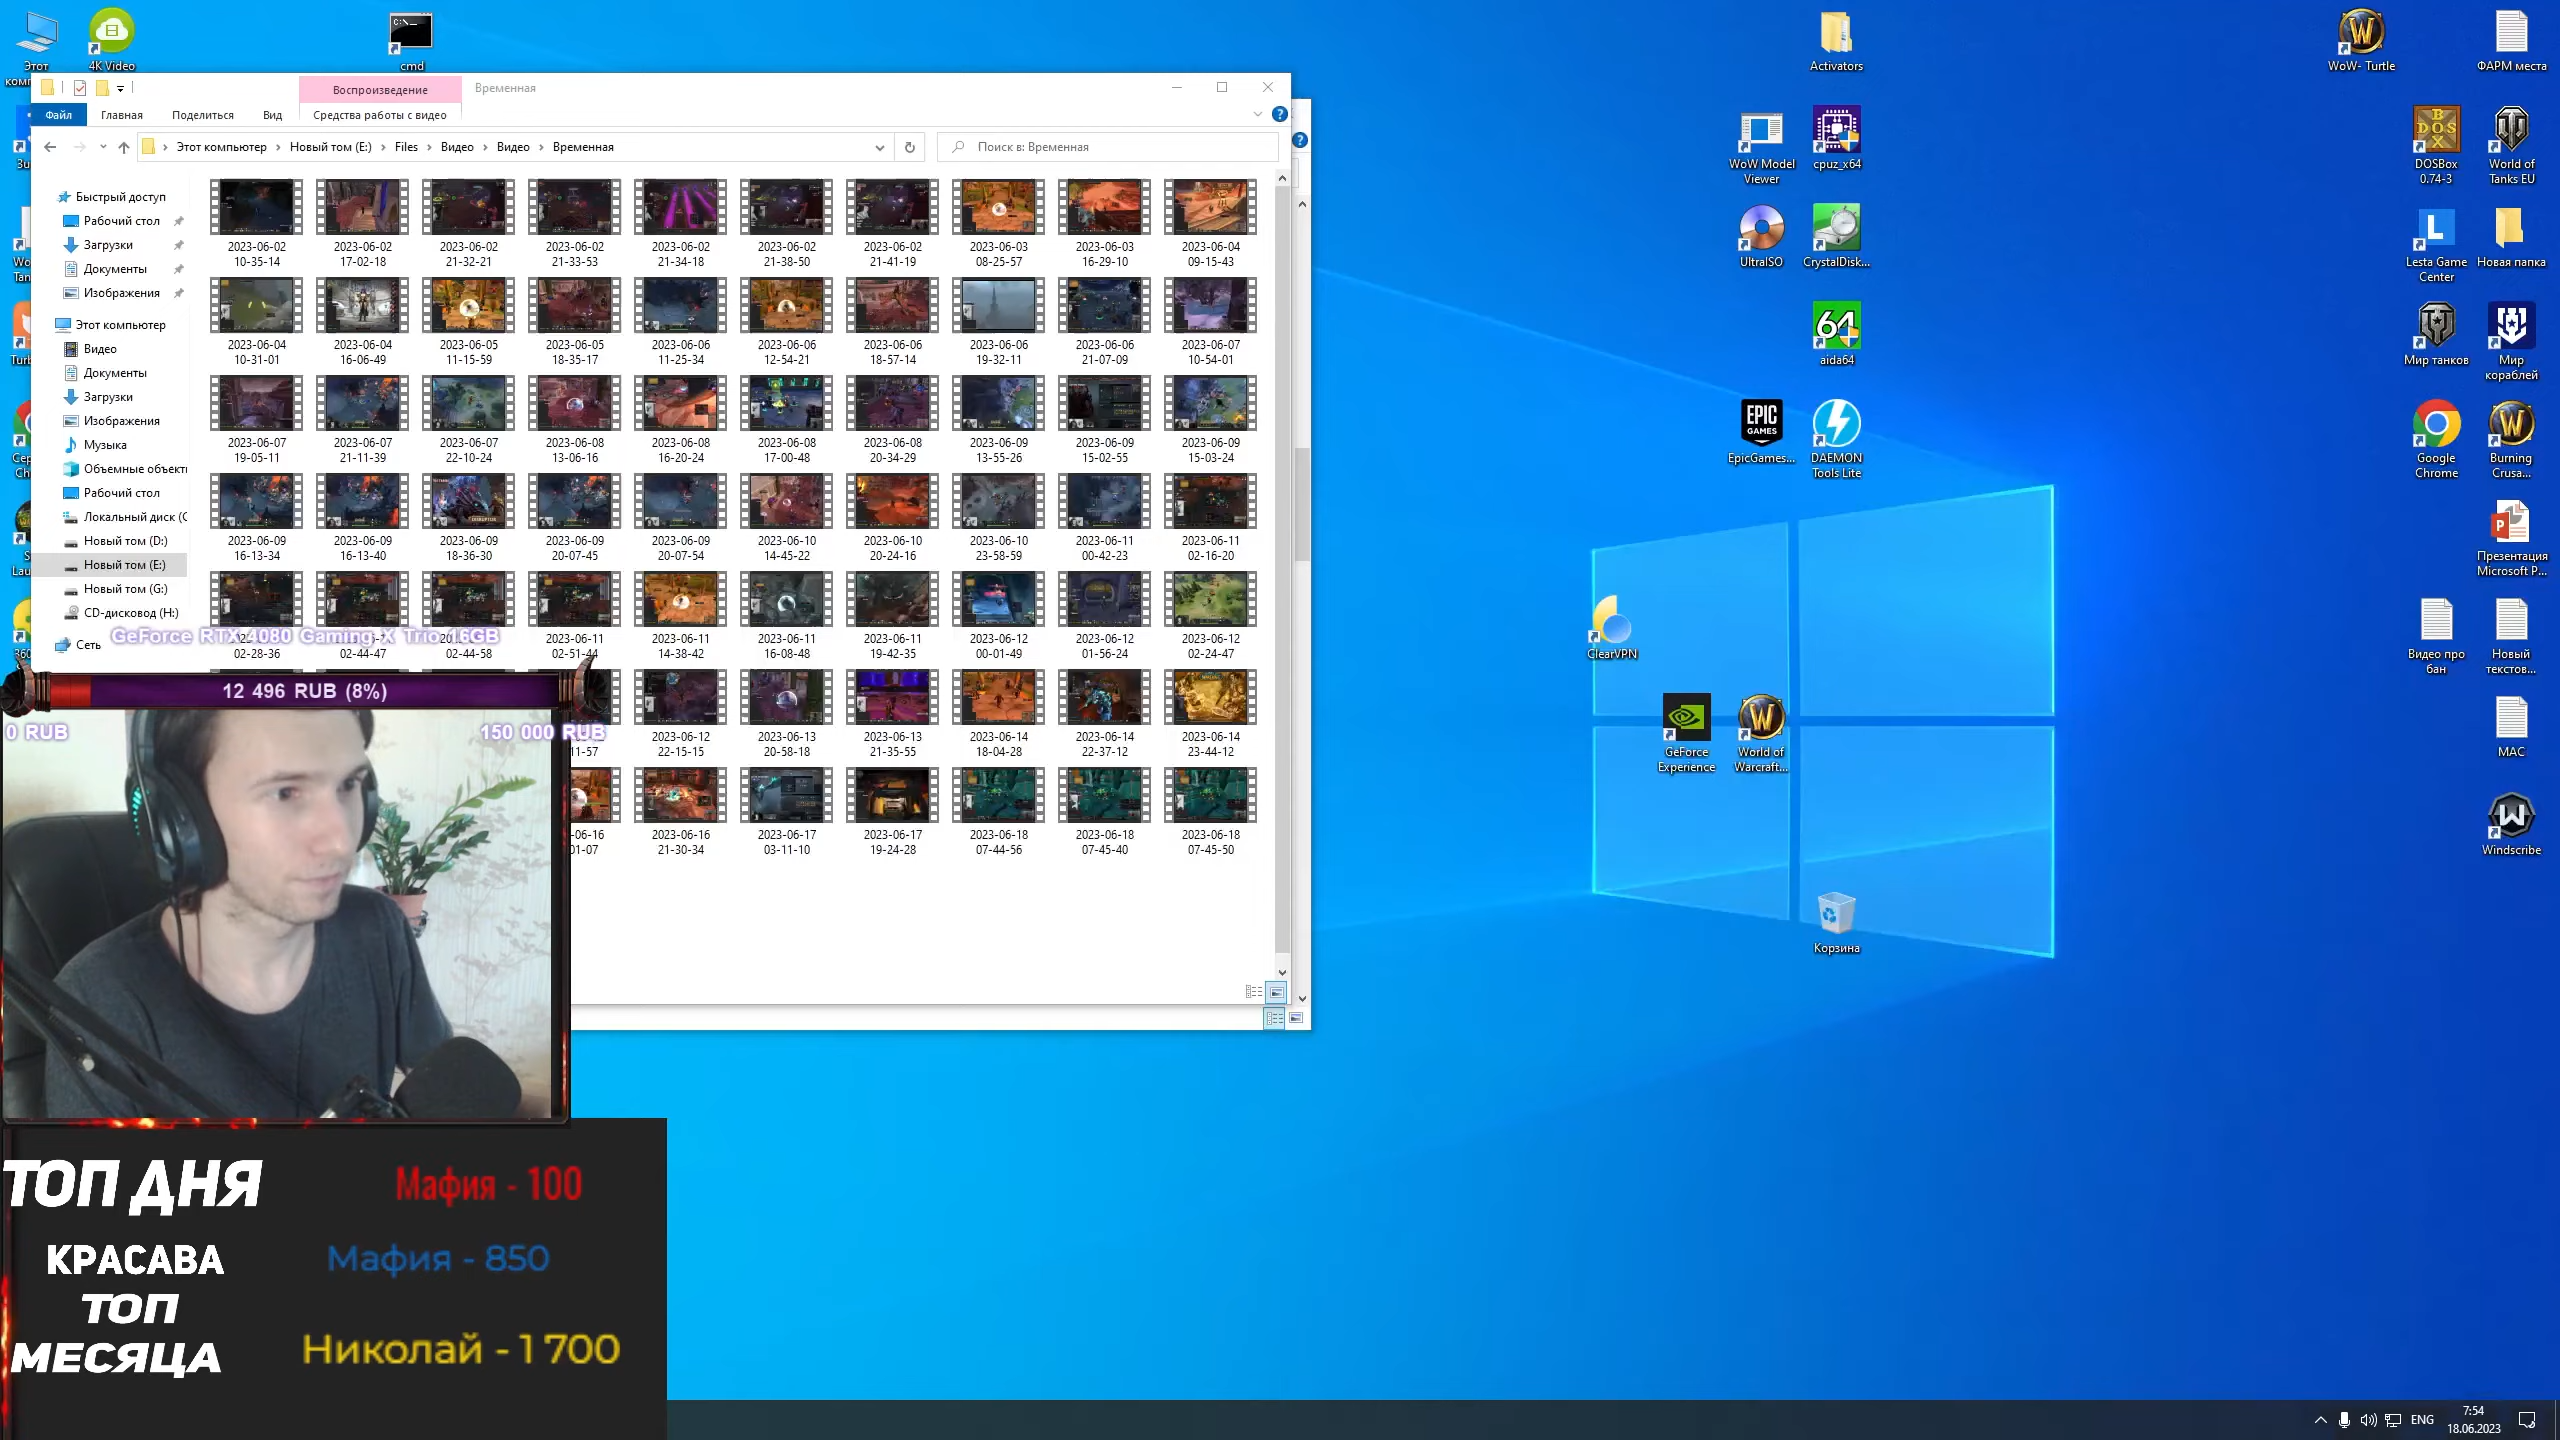 Этот
4K Video
cmd
Activators
WoW- Turtle
ФАРМ места
Воспроизведение
Временная
Файл
Главная
Поделиться
Вид
Средства работы с видео
Этот компьютер
Новый том (E:)
Files
Видео
Видео
Временная
Поиск в: Временная
Быстрый доступ
Рабочий стол
Загрузки
Документы
Изображения
Этот компьютер
Видео
Документы
Загрузки
Изображения
Музыка
Объемные объекты
Рабочий стол
Локальный диск (C
Новый том (D:)
Новый том (E:)
Новый том (G:)
CD-дисковод (H:)
Сеть
2023-06-02 2023-06-02 2023-06-02 2023-06-02 2023-06-02 2023-06-02 2023-06-02 2023-06-03 2023-06-03 2023-06-04
10-35-14 17-02-18 21-32-21 21-33-53 21-34-18 21-38-50 21-41-19 08-25-57 16-29-10 09-15-43
2023-06-04 2023-06-04 2023-06-05 2023-06-05 2023-06-06 2023-06-06 2023-06-06 2023-06-06 2023-06-06 2023-06-07
10-31-01 16-06-49 11-15-59 18-35-17 11-25-34 12-54-21 18-57-14 19-32-11 21-07-09 10-54-01
2023-06-07 2023-06-07 2023-06-07 2023-06-08 2023-06-08 2023-06-08 2023-06-08 2023-06-09 2023-06-09 2023-06-09
19-05-11 21-11-39 22-10-24 13-06-16 16-20-24 17-00-48 20-34-29 13-55-26 15-02-55 15-03-24
2023-06-09 2023-06-09 2023-06-09 2023-06-09 2023-06-09 2023-06-10 2023-06-10 2023-06-10 2023-06-11 2023-06-11
16-13-34 16-13-40 18-36-30 20-07-45 20-07-54 14-45-22 20-24-16 23-58-59 00-42-23 02-16-20
2023-06-11 2023-06-11 2023-06-11 2023-06-12 2023-06-12 2023-06-12
02-28-36 02-44-47 02-44-58 02-51-44 14-38-42 16-08-48 19-42-35 00-01-49 01-56-24 02-24-47
GeForce RTX 4080 Gaming X Trio 16GB
12 496 RUB (8%)
0 RUB
150 000 RUB
2023-06-12 2023-06-13 2023-06-13 2023-06-14 2023-06-14 2023-06-14
11-57 22-15-15 20-58-18 21-35-55 18-04-28 22-37-12 23-44-12
-06-16 2023-06-16 2023-06-17 2023-06-17 2023-06-18 2023-06-18 2023-06-18
01-07 21-30-34 03-11-10 19-24-28 07-44-56 07-45-40 07-45-50
WoW Model
Viewer
cpuz_x64
UltraISO
CrystalDisk...
64
aida64
EPIC
GAMES
EpicGames...
DAEMON
Tools Lite
ClearVPN
GeForce
Experience
World of
Warcraft...
Корзина
DOS
BOX
DOSBox
0.74-3
World of
Tanks EU
Lesta Game
Center
Новая папка
Мир танков
Мир
кораблей
Google
Chrome
Burning
Crusa...
Презентация
Microsoft P...
Видео про
бан
Новый
текстов...
MAC
Windscribe
ТОП ДНЯ
Мафия - 100
КРАСАВА
Мафия - 850
ТОП
МЕСЯЦА
Николай - 1 700
ENG
7:54
18.06.2023